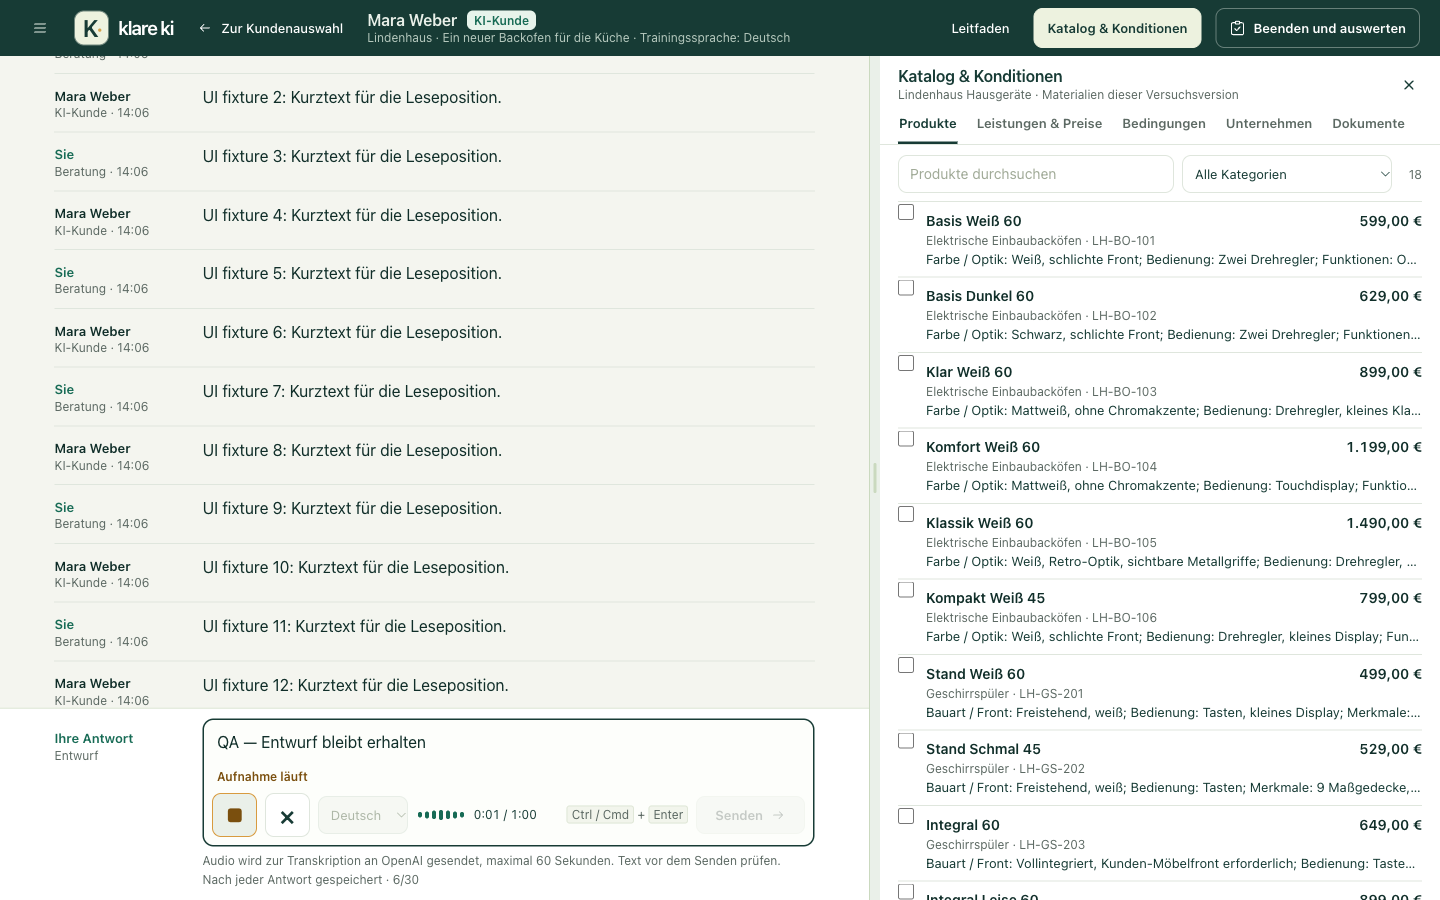 K.
klare ki
← Zur Kundenauswahl
Mara Weber KI-Kunde
Lindenhaus · Ein neuer Backofen für die Küche · Trainingssprache: Deutsch
Leitfaden
Katalog & Konditionen
Beenden und auswerten
Mara Weber
KI-Kunde · 14:06
UI fixture 2: Kurztext für die Leseposition.
Sie
Beratung · 14:06
UI fixture 3: Kurztext für die Leseposition.
Mara Weber
KI-Kunde · 14:06
UI fixture 4: Kurztext für die Leseposition.
Sie
Beratung · 14:06
UI fixture 5: Kurztext für die Leseposition.
Mara Weber
KI-Kunde · 14:06
UI fixture 6: Kurztext für die Leseposition.
Sie
Beratung · 14:06
UI fixture 7: Kurztext für die Leseposition.
Mara Weber
KI-Kunde · 14:06
UI fixture 8: Kurztext für die Leseposition.
Sie
Beratung · 14:06
UI fixture 9: Kurztext für die Leseposition.
Mara Weber
KI-Kunde · 14:06
UI fixture 10: Kurztext für die Leseposition.
Sie
Beratung · 14:06
UI fixture 11: Kurztext für die Leseposition.
Mara Weber
KI-Kunde · 14:06
UI fixture 12: Kurztext für die Leseposition.
Ihre Antwort
Entwurf
QA — Entwurf bleibt erhalten
Aufnahme läuft
Deutsch
0:01 / 1:00
Ctrl / Cmd + Enter
Senden →
Audio wird zur Transkription an OpenAI gesendet, maximal 60 Sekunden. Text vor dem Senden prüfen.
Nach jeder Antwort gespeichert · 6/30
Katalog & Konditionen
Lindenhaus Hausgeräte · Materialien dieser Versuchsversion
Produkte
Leistungen & Preise
Bedingungen
Unternehmen
Dokumente
Produkte durchsuchen
Alle Kategorien
18
Basis Weiß 60 599,00 €
Elektrische Einbaubacköfen · LH-BO-101
Farbe / Optik: Weiß, schlichte Front; Bedienung: Zwei Drehregler; Funktionen: O...
Basis Dunkel 60 629,00 €
Elektrische Einbaubacköfen · LH-BO-102
Farbe / Optik: Schwarz, schlichte Front; Bedienung: Zwei Drehregler; Funktionen...
Klar Weiß 60 899,00 €
Elektrische Einbaubacköfen · LH-BO-103
Farbe / Optik: Mattweiß, ohne Chromakzente; Bedienung: Drehregler, kleines Kla...
Komfort Weiß 60 1.199,00 €
Elektrische Einbaubacköfen · LH-BO-104
Farbe / Optik: Mattweiß, ohne Chromakzente; Bedienung: Touchdisplay; Funktio...
Klassik Weiß 60 1.490,00 €
Elektrische Einbaubacköfen · LH-BO-105
Farbe / Optik: Weiß, Retro-Optik, sichtbare Metallgriffe; Bedienung: Drehregler, ...
Kompakt Weiß 45 799,00 €
Elektrische Einbaubacköfen · LH-BO-106
Farbe / Optik: Weiß, schlichte Front; Bedienung: Drehregler, kleines Display; Fun...
Stand Weiß 60 499,00 €
Geschirrspüler · LH-GS-201
Bauart / Front: Freistehend, weiß; Bedienung: Tasten, kleines Display; Merkmale:...
Stand Schmal 45 529,00 €
Geschirrspüler · LH-GS-202
Bauart / Front: Freistehend, weiß; Bedienung: Tasten; Merkmale: 9 Maßgedecke,...
Integral 60 649,00 €
Geschirrspüler · LH-GS-203
Bauart / Front: Vollintegriert, Kunden-Möbelfront erforderlich; Bedienung: Taste...
Integral Leise 60 899,00 €